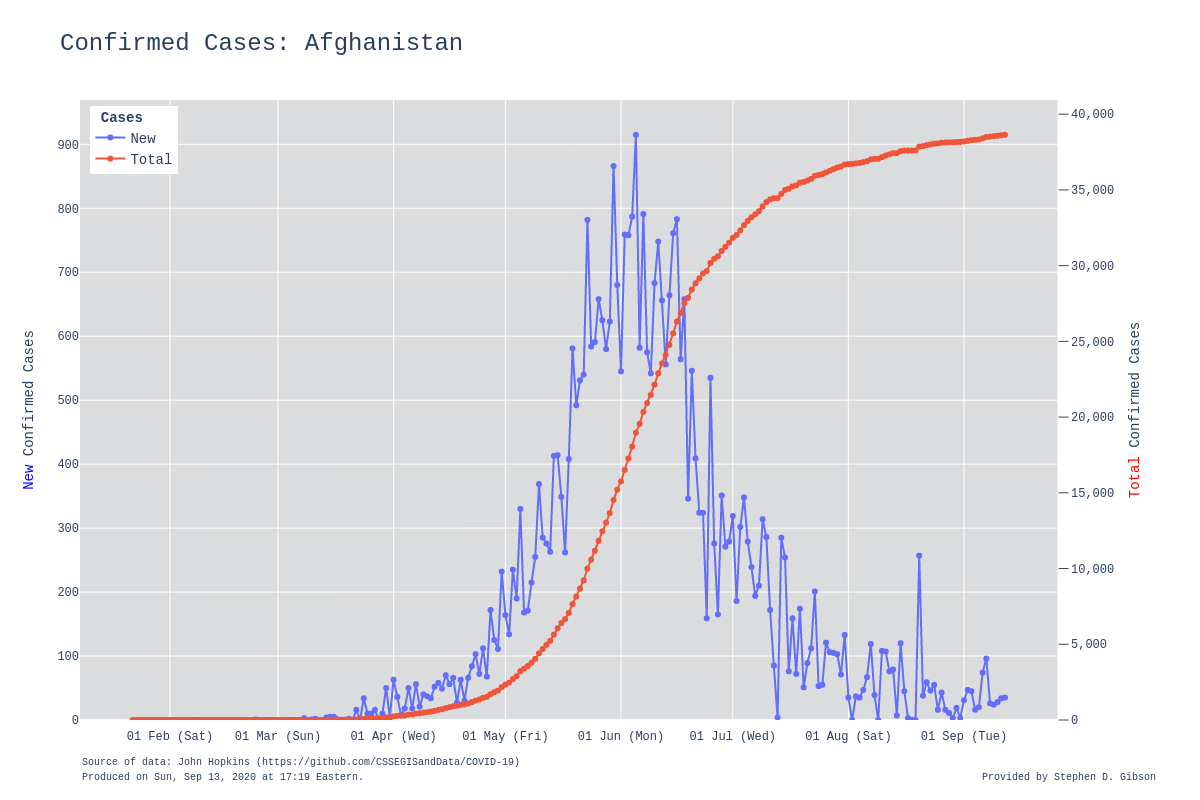 Confirmed Cases: Afghanistan
Cases
New
Total
900
800
700
600
500
400
300
200
100
0
New Confirmed Cases
40,000
35,000
30,000
25,000
20,000
15,000
10,000
5,000
0
Total Confirmed Cases
01 Feb (Sat) 01 Mar (Sun) 01 Apr (Wed) 01 May (Fri) 01 Jun (Mon) 01 Jul (Wed) 01 Aug (Sat) 01 Sep (Tue)
Source of data: John Hopkins (https://github.com/CSSEGISandData/COVID-19)
Produced on Sun, Sep 13, 2020 at 17:19 Eastern.
Provided by Stephen D. Gibson